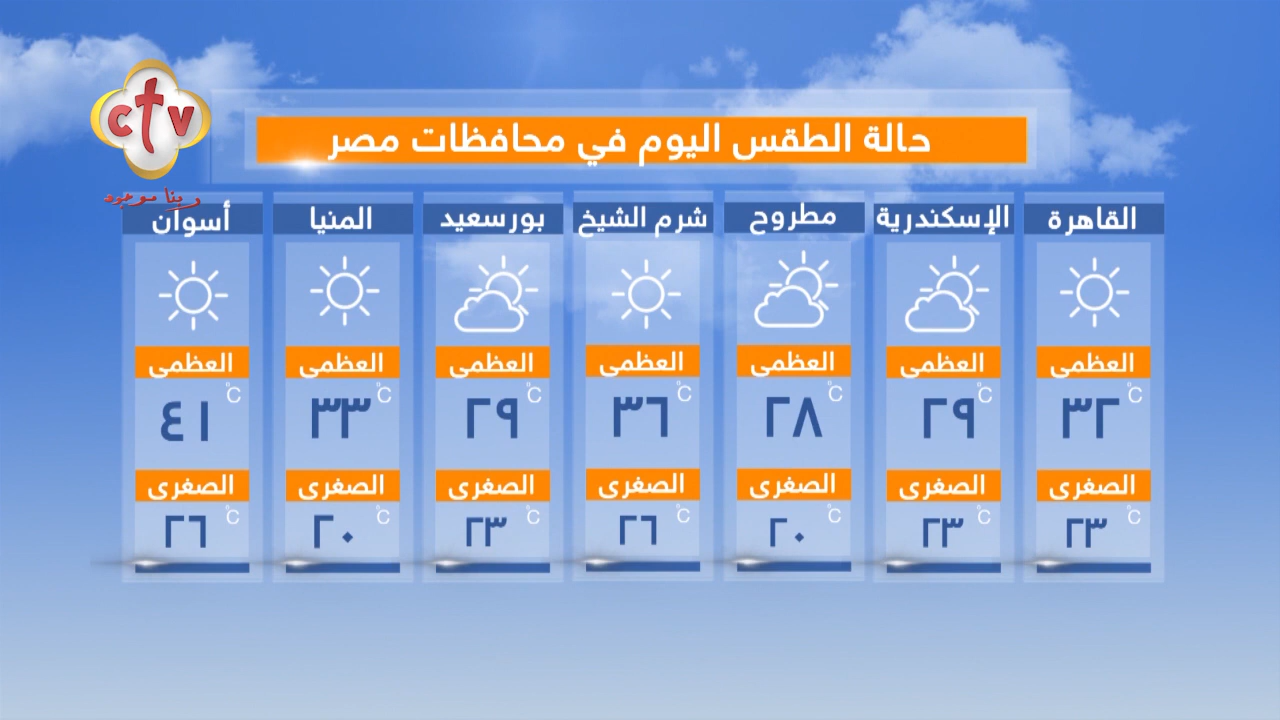 ctv
ربنا موجود
حالة الطقس اليوم في محافظات مصر
القاهرة
العظمى
٣٢ °C
الصغرى
٢٣ °C
الإسكندرية
العظمى
٢٩ °C
الصغرى
٢٣ °C
مطروح
العظمى
٢٨ °C
الصغرى
٢٠ °C
شرم الشيخ
العظمى
٣٦ °C
الصغرى
٢٦ °C
بورسعيد
العظمى
٢٩ °C
الصغرى
٢٣ °C
المنيا
العظمى
٣٣ °C
الصغرى
٢٠ °C
أسوان
العظمى
٤١ °C
الصغرى
٢٦ °C